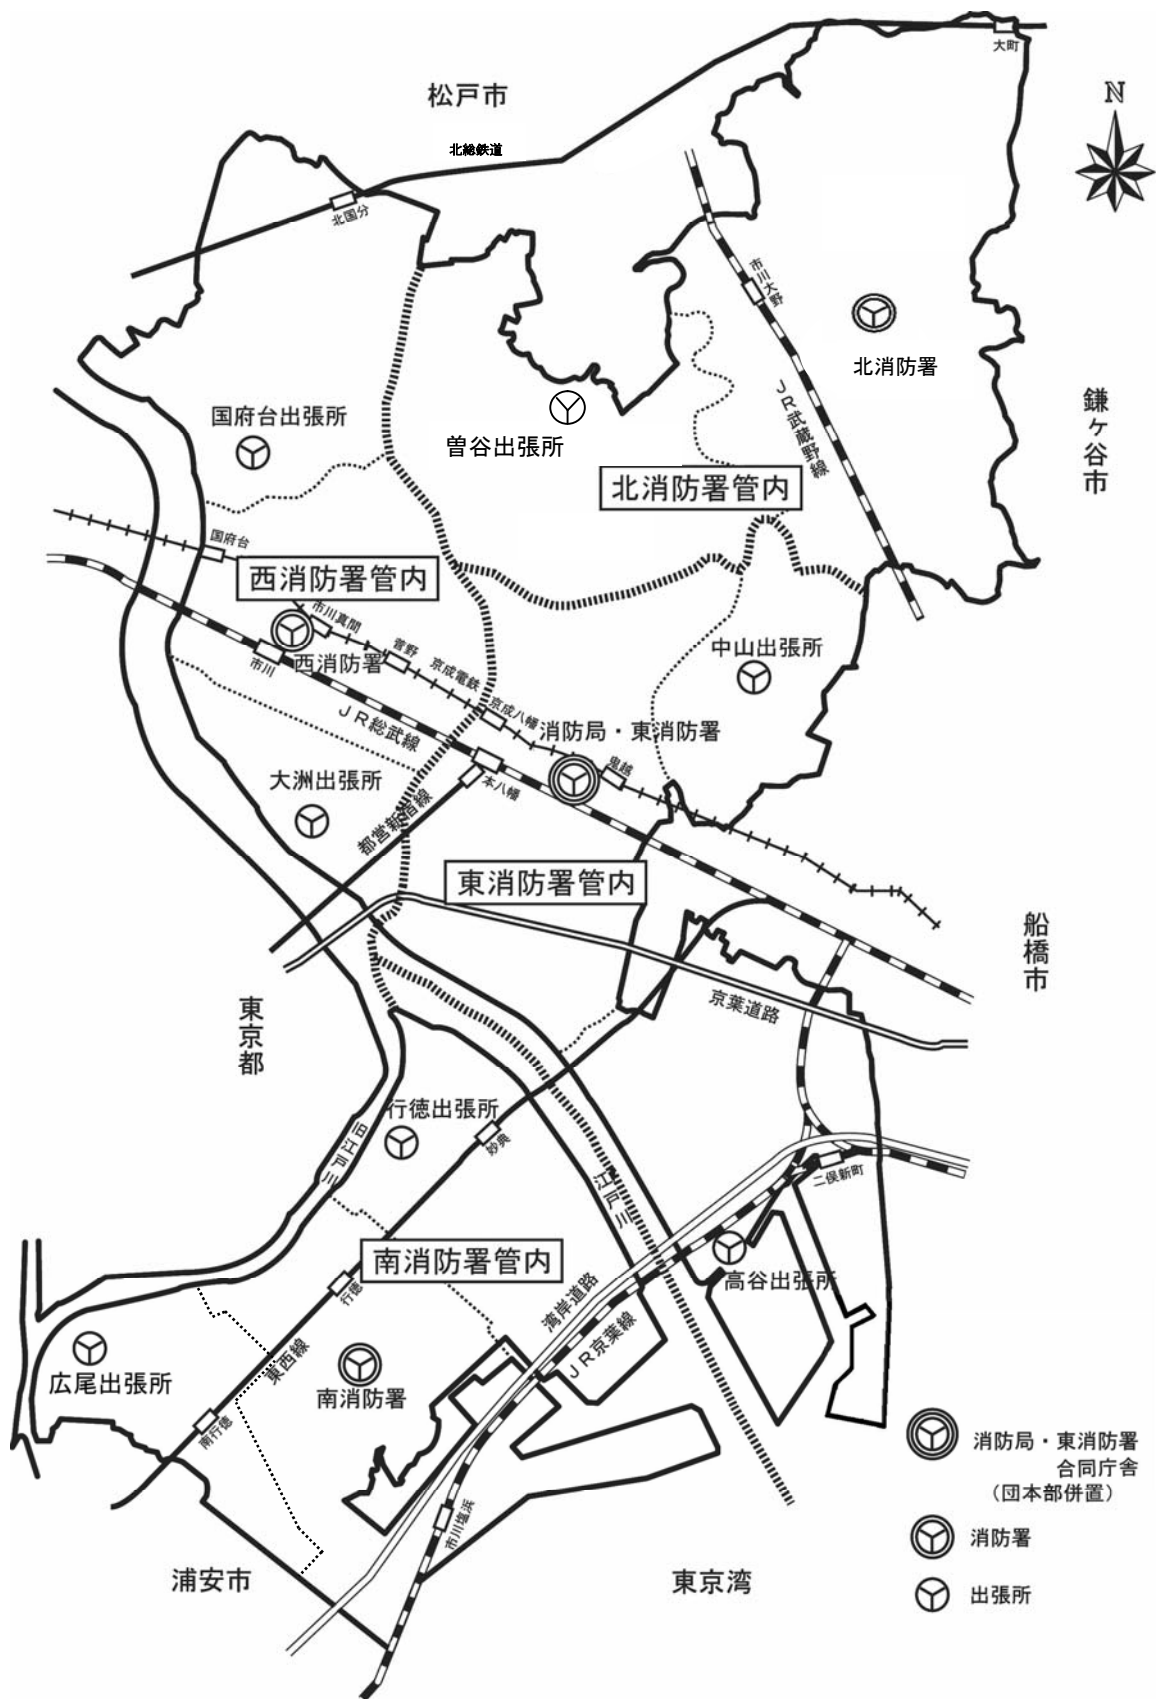 大町
松戸市
N
北総鉄道
北国分
市川大野
北消防署
JR武蔵野線
鎌ヶ谷市
国府台出張所
曽谷出張所
北消防署管内
国府台
西消防署管内
市川真間
菅野
京成電鉄
京成八幡
市川
西消防署
中山出張所
JR総武線
消防局・東消防署
鬼越
本八幡
大洲出張所
都営新宿線
東消防署管内
船橋市
京葉道路
東京都
行徳出張所
妙典
旧江戸川
江戸川
二俣新町
南消防署管内
高谷出張所
行徳
湾岸道路
JR京葉線
東西線
広尾出張所
南消防署
南行徳
市川塩浜
消防局・東消防署
合同庁舎
（団本部併置）
消防署
出張所
浦安市
東京湾